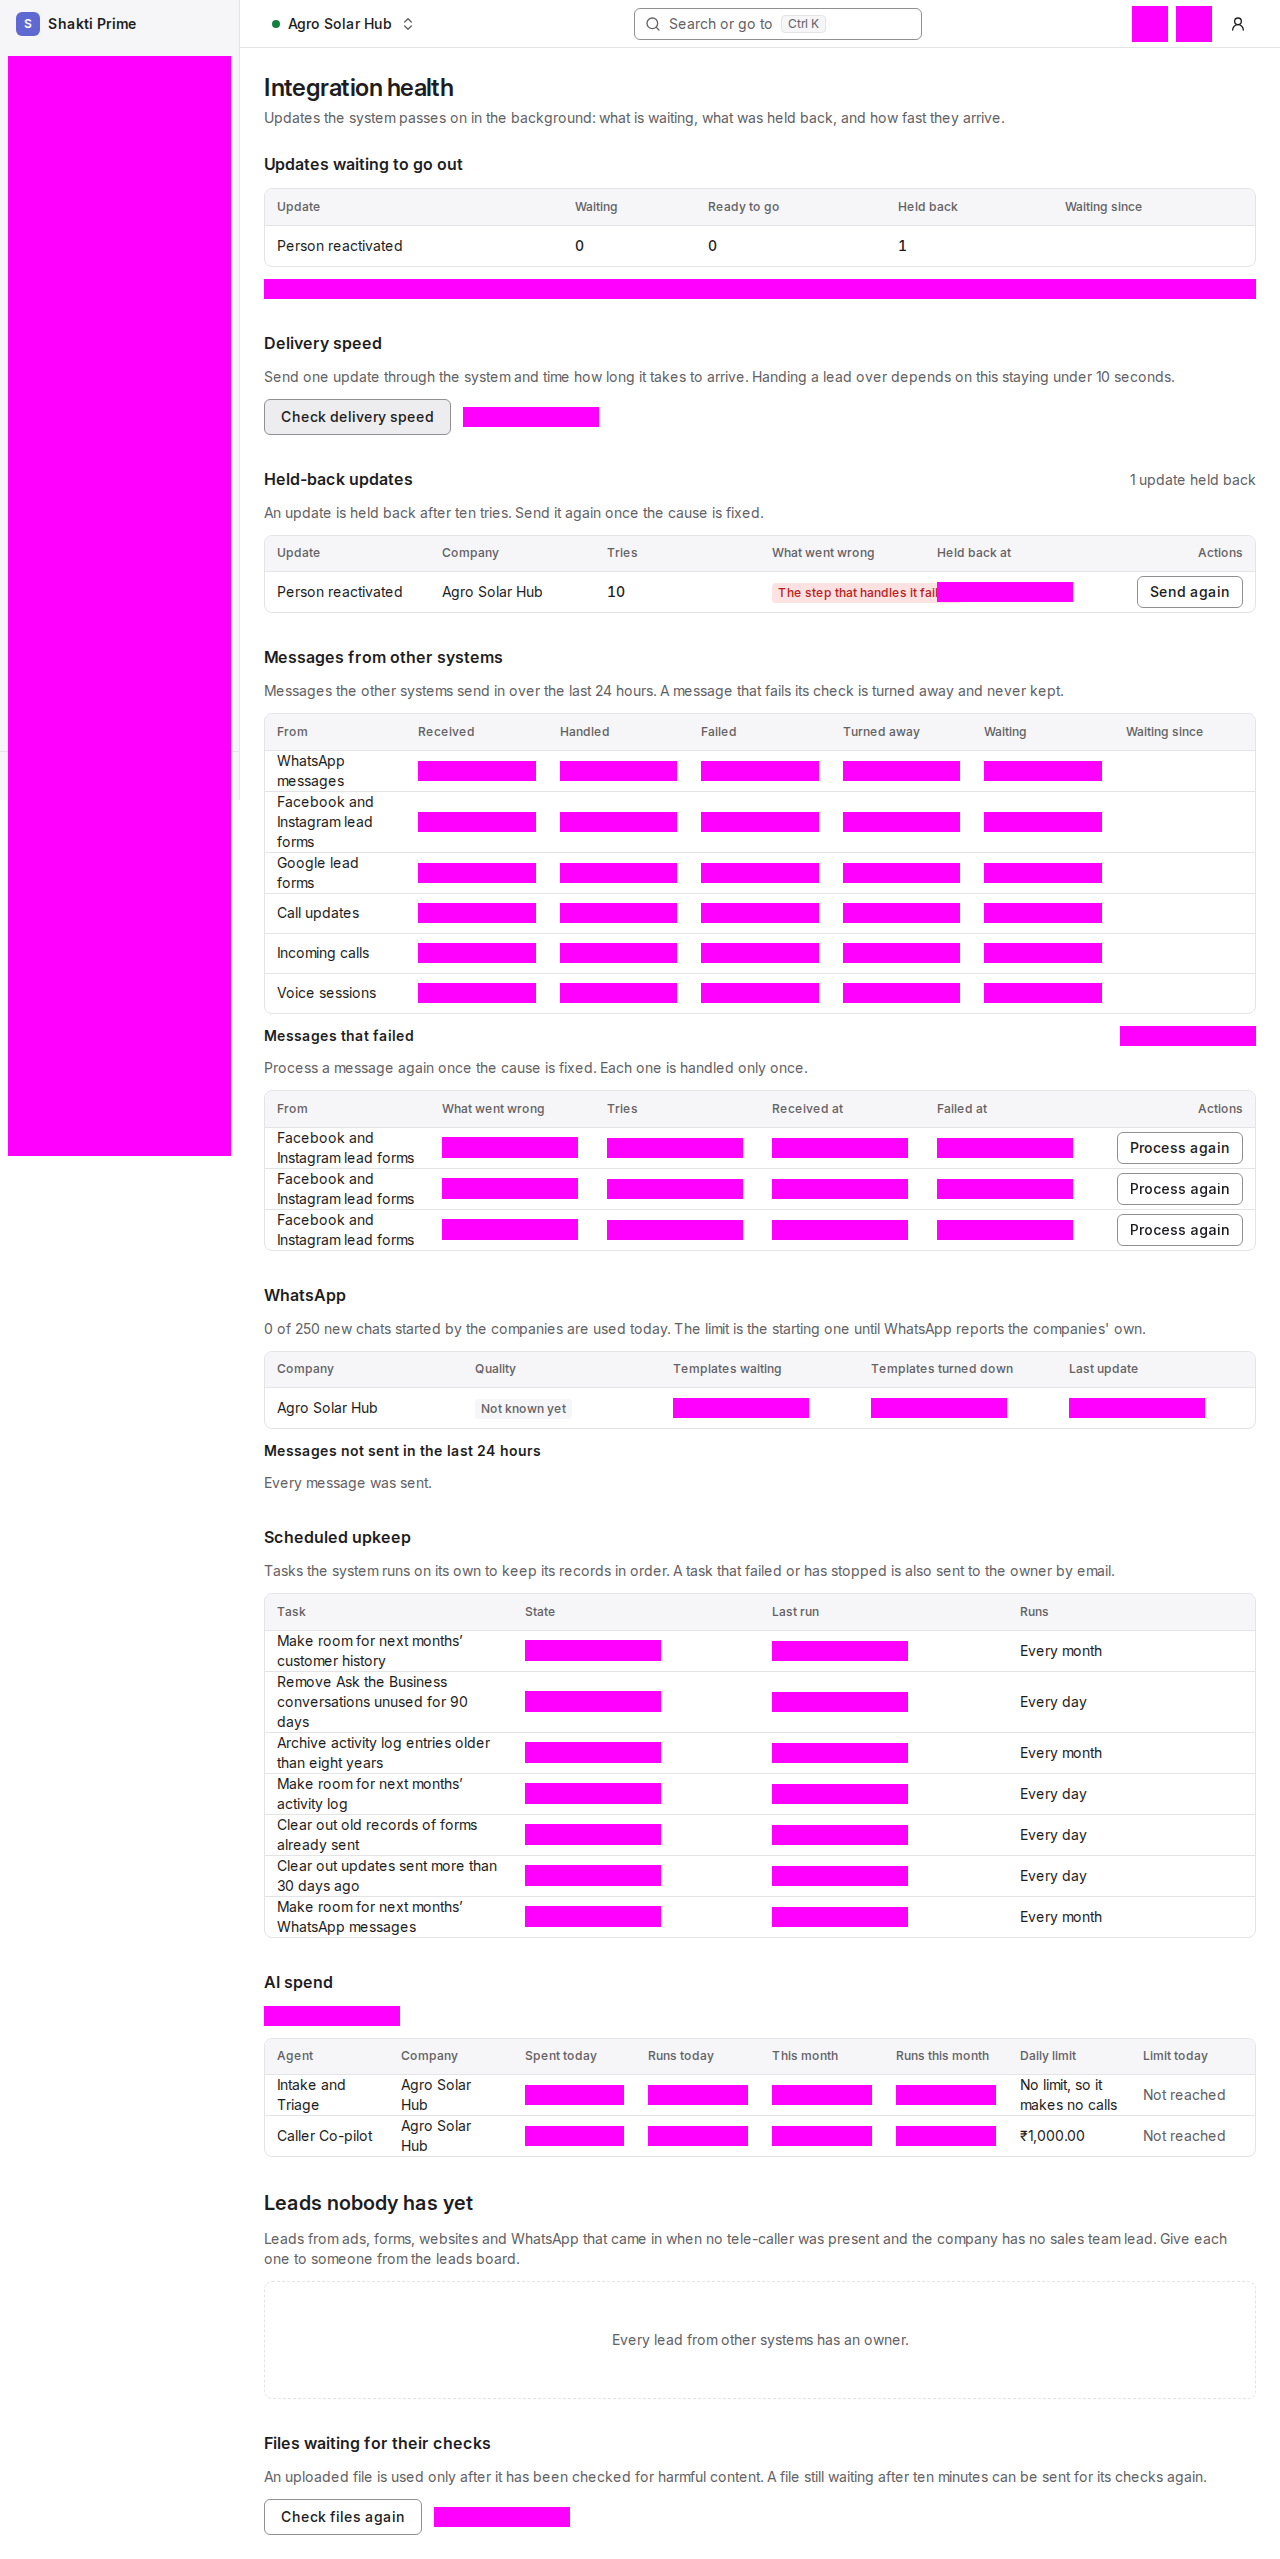 S Shakti Prime
Agro Solar Hub
Search or go to Ctrl K
Integration health
Updates the system passes on in the background: what is waiting, what was held back, and how fast they arrive.
Updates waiting to go out
Update Waiting Ready to go Held back Waiting since
Person reactivated 0 0 1
Delivery speed
Send one update through the system and time how long it takes to arrive. Handing a lead over depends on this staying under 10 seconds.
Check delivery speed
Held-back updates 1 update held back
An update is held back after ten tries. Send it again once the cause is fixed.
Update Company Tries What went wrong Held back at Actions
Person reactivated Agro Solar Hub 10 The step that handles it Send again
Messages from other systems
Messages the other systems send in over the last 24 hours. A message that fails its check is turned away and never kept.
From Received Handled Failed Turned away Waiting Waiting since
WhatsApp
messages
Facebook and
Instagram lead
forms
Google lead
forms
Call updates
Incoming calls
Voice sessions
Messages that failed
Process a message again once the cause is fixed. Each one is handled only once.
From What went wrong Tries Received at Failed at Actions
Facebook and
Instagram lead forms
Process again
Facebook and
Instagram lead forms
Process again
Facebook and
Instagram lead forms
Process again
WhatsApp
0 of 250 new chats started by the companies are used today. The limit is the starting one until WhatsApp reports the companies' own.
Company Quality Templates waiting Templates turned down Last update
Agro Solar Hub Not known yet
Messages not sent in the last 24 hours
Every message was sent.
Scheduled upkeep
Tasks the system runs on its own to keep its records in order. A task that failed or has stopped is also sent to the owner by email.
Task State Last run Runs
Make room for next months’
customer history
Every month
Remove Ask the Business
conversations unused for 90
days
Every day
Archive activity log entries older
than eight years
Every month
Make room for next months’
activity log
Every day
Clear out old records of forms
already sent
Every day
Clear out updates sent more than
30 days ago
Every day
Make room for next months’
WhatsApp messages
Every month
AI spend
Agent Company Spent today Runs today This month Runs this month Daily limit Limit today
Intake and
Triage
Agro Solar
Hub
No limit, so it
makes no calls
Not reached
Caller Co-pilot
Agro Solar
Hub
₹1,000.00
Not reached
Leads nobody has yet
Leads from ads, forms, websites and WhatsApp that came in when no tele-caller was present and the company has no sales team lead. Give each
one to someone from the leads board.
Every lead from other systems has an owner.
Files waiting for their checks
An uploaded file is used only after it has been checked for harmful content. A file still waiting after ten minutes can be sent for its checks again.
Check files again